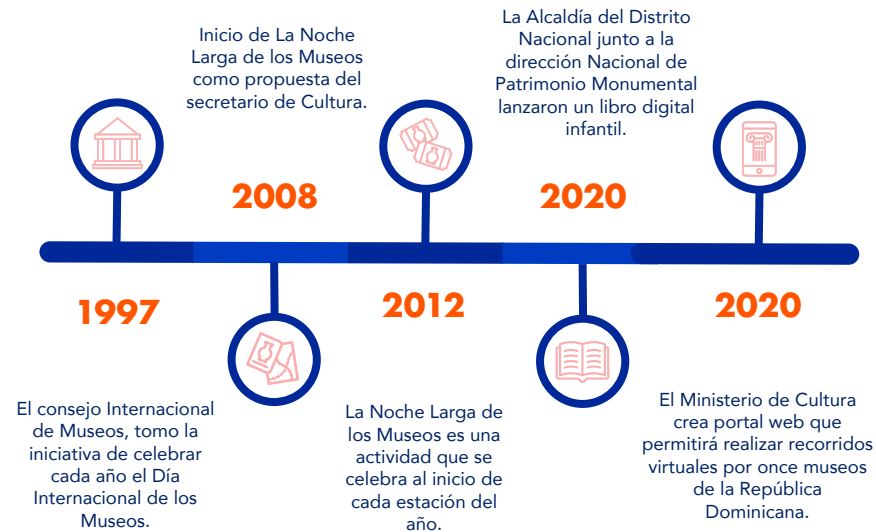 1997
El consejo Internacional
de Museos, tomo la
iniciativa de celebrar
cada año el Día
Internacional de los
Museos.
Inicio de La Noche
Larga de los Museos
como propuesta del
secretario de Cultura.
2008
2012
La Noche Larga de
los Museos es una
actividad que se
celebra al inicio de
cada estación del
año.
La Alcaldía del Distrito
Nacional junto a la
dirección Nacional de
Patrimonio Monumental
lanzaron un libro digital
infantil.
2020
2020
El Ministerio de Cultura
crea portal web que
permitirá realizar recorridos
virtuales por once museos
de la República
Dominicana.